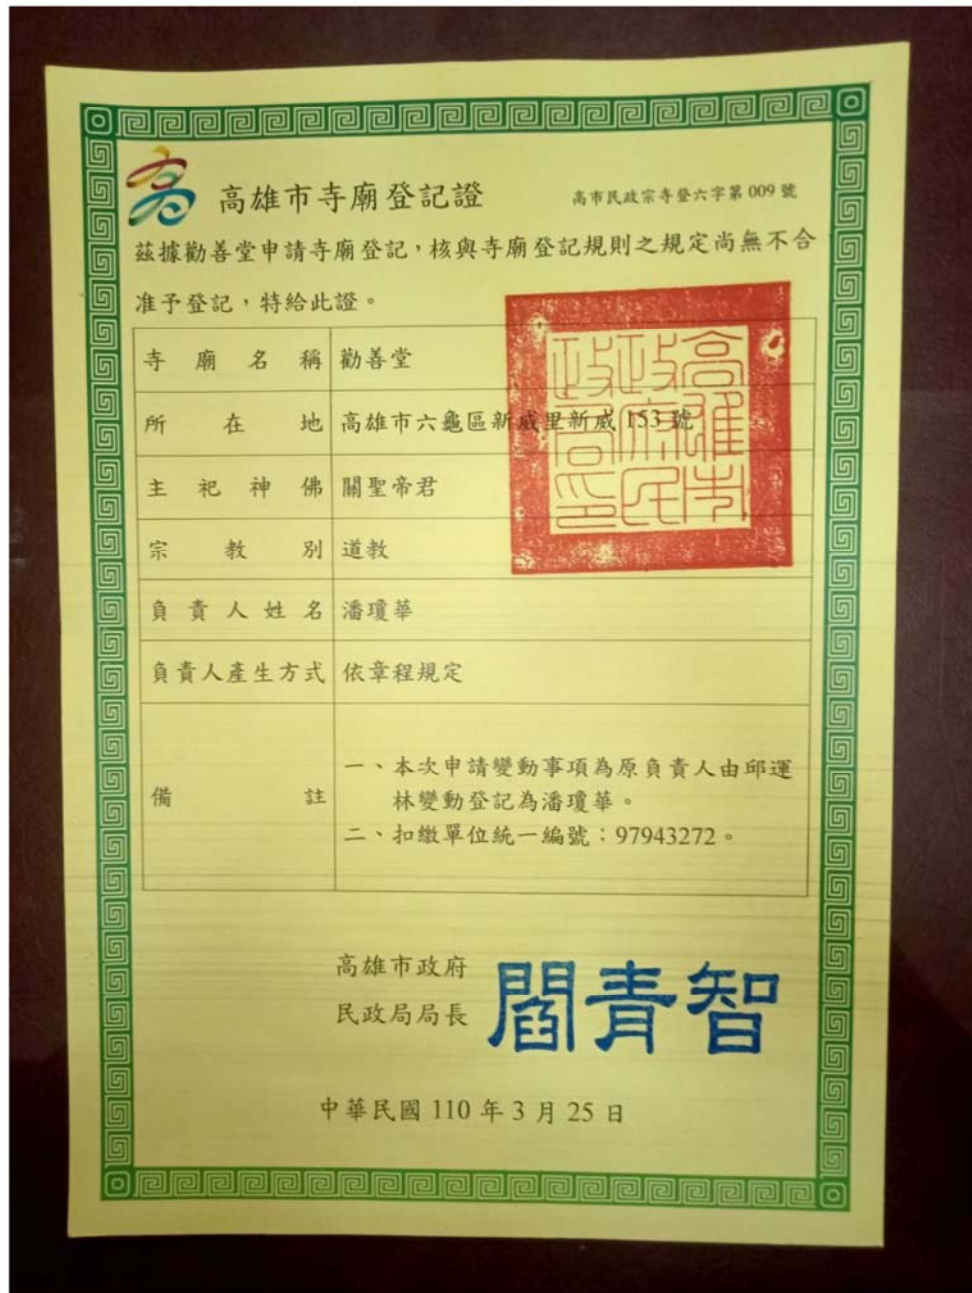 高雄市寺廟登記證
高市民政宗寺登六字第009號
茲據勸善堂申請寺廟登記，核與寺廟登記規則之規定尚無不合
准予登記，特給此證。
寺廟名稱 勸善堂
所在地 高雄市六龜區新威里新威153號
主祀神佛 關聖帝君
宗教別 道教
負責人姓名 潘瓊華
負責人產生方式 依章程規定
備註
一、本次申請變動事項為原負責人由邱運
林變動登記為潘瓊華。
二、扣繳單位統一編號：97943272。
高雄市政府民政局印
高雄市政府
民政局局長 閻青智
中華民國110年3月25日